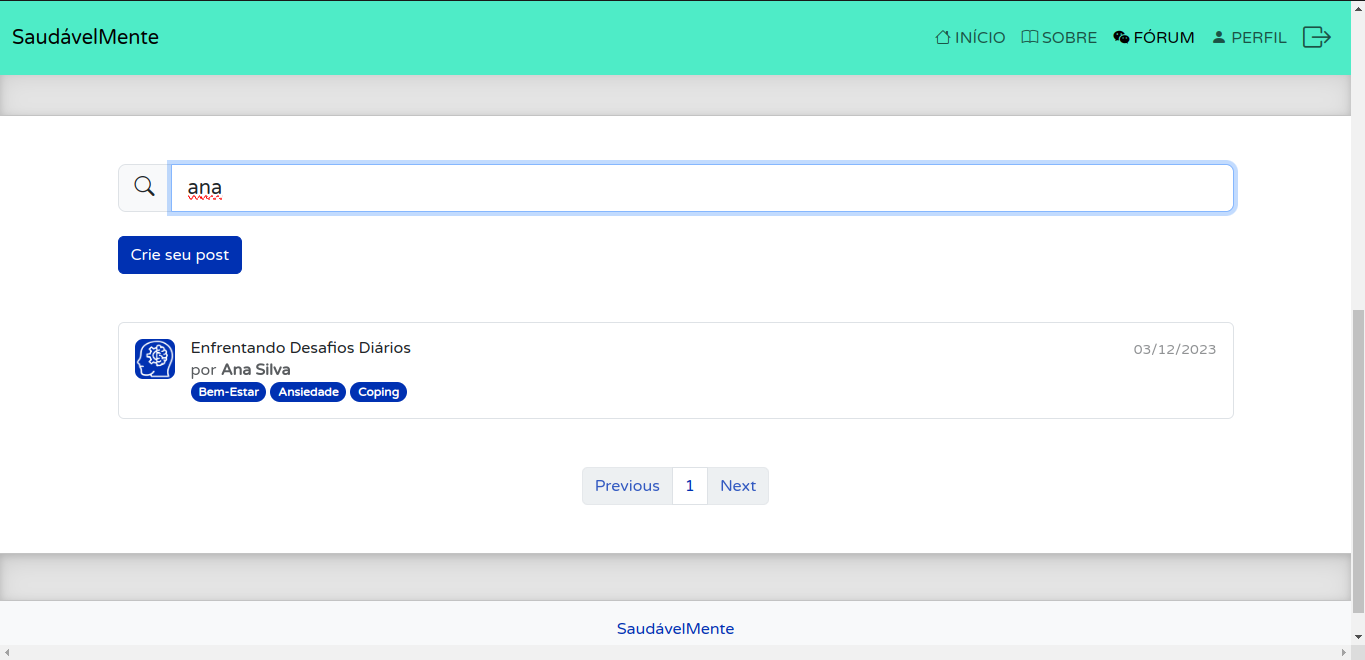 SaudávelMente
INÍCIO SOBRE FÓRUM PERFIL
ana
Crie seu post
Enfrentando Desafios Diários
03/12/2023
por Ana Silva
Bem-Estar Ansiedade Coping
Previous 1 Next
SaudávelMente